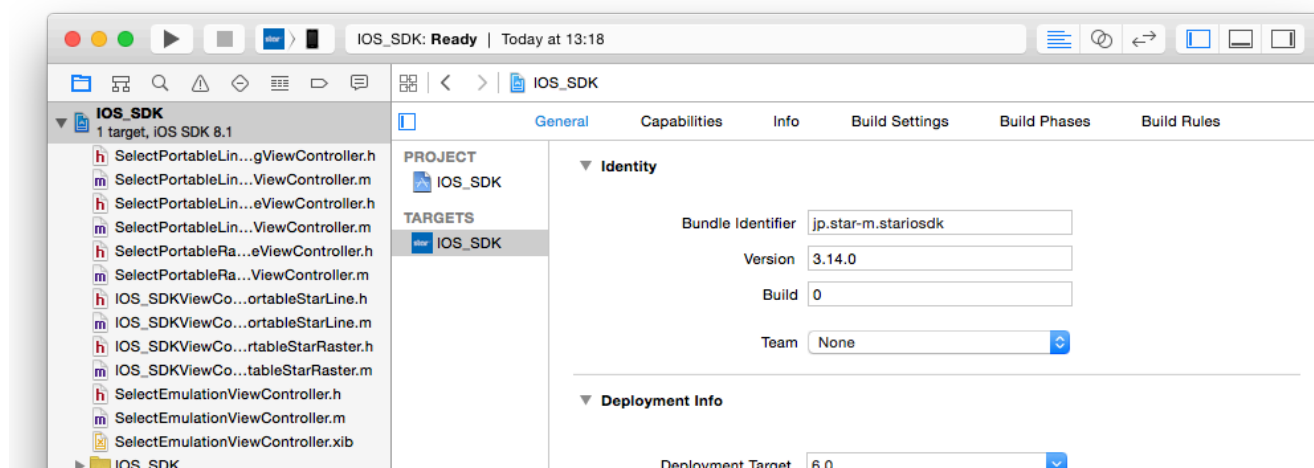 IOS_SDK: Ready | Today at 13:18
IOS_SDK
1 target, iOS SDK 8.1
SelectPortableLin...gViewController.h
SelectPortableLin...ViewController.m
SelectPortableLin...eViewController.h
SelectPortableLin...ViewController.m
SelectPortableRa...eViewController.h
SelectPortableRa...ViewController.m
IOS_SDKViewCo...ortableStarLine.h
IOS_SDKViewCo...ortableStarLine.m
IOS_SDKViewCo...rtableStarRaster.h
IOS_SDKViewCo...tableStarRaster.m
SelectEmulationViewController.h
SelectEmulationViewController.m
SelectEmulationViewController.xib
IOS_SDK
IOS_SDK
General Capabilities Info Build Settings Build Phases Build Rules
PROJECT
IOS_SDK
TARGETS
star IOS_SDK
Identity
Bundle Identifier jp.star-m.stariosdk
Version 3.14.0
Build 0
Team None
Deployment Info
Deployment Target 6.0